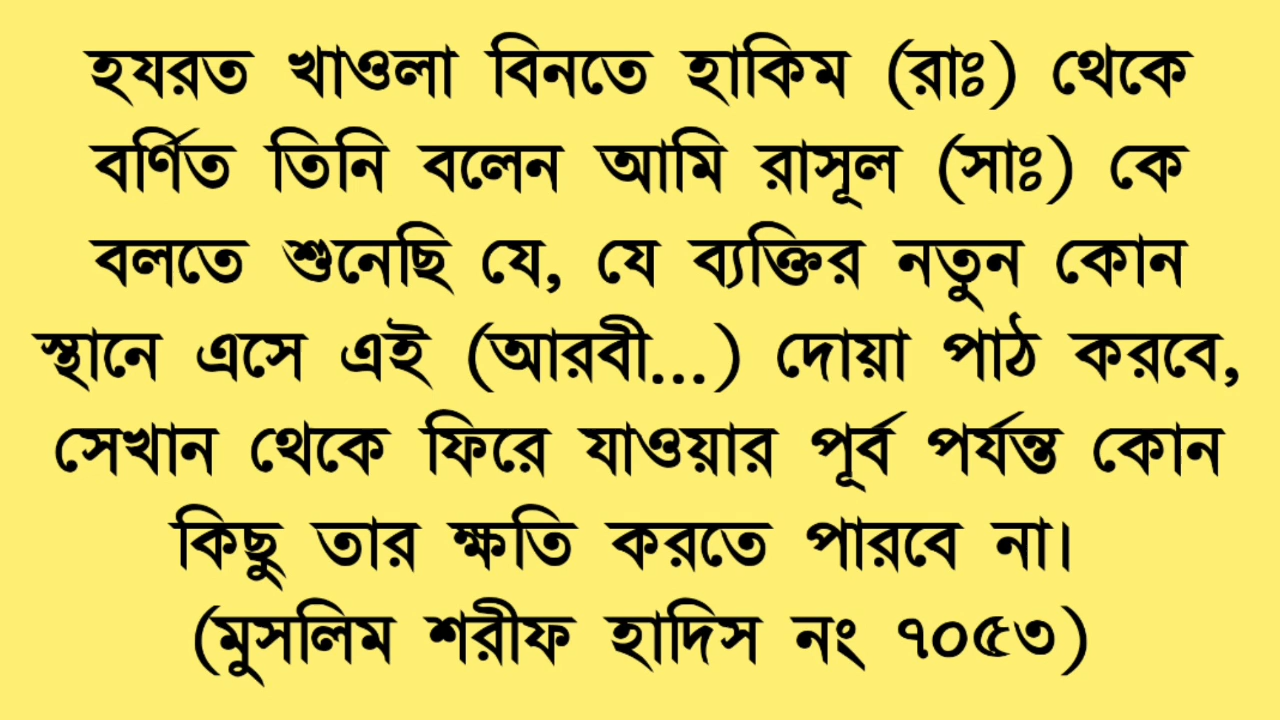 হযরত খাওলা বিনতে হাকিম (রাঃ) থেকে
বর্ণিত তিনি বলেন আমি রাসূল (সাঃ) কে
বলতে শুনেছি যে, যে ব্যক্তির নতুন কোন
স্থানে এসে এই (আরবী...) দোয়া পাঠ করবে,
সেখান থেকে ফিরে যাওয়ার পূর্ব পর্যন্ত কোন
কিছু তার ক্ষতি করতে পারবে না।
(মুসলিম শরীফ হাদিস নং ৭০৫৩)